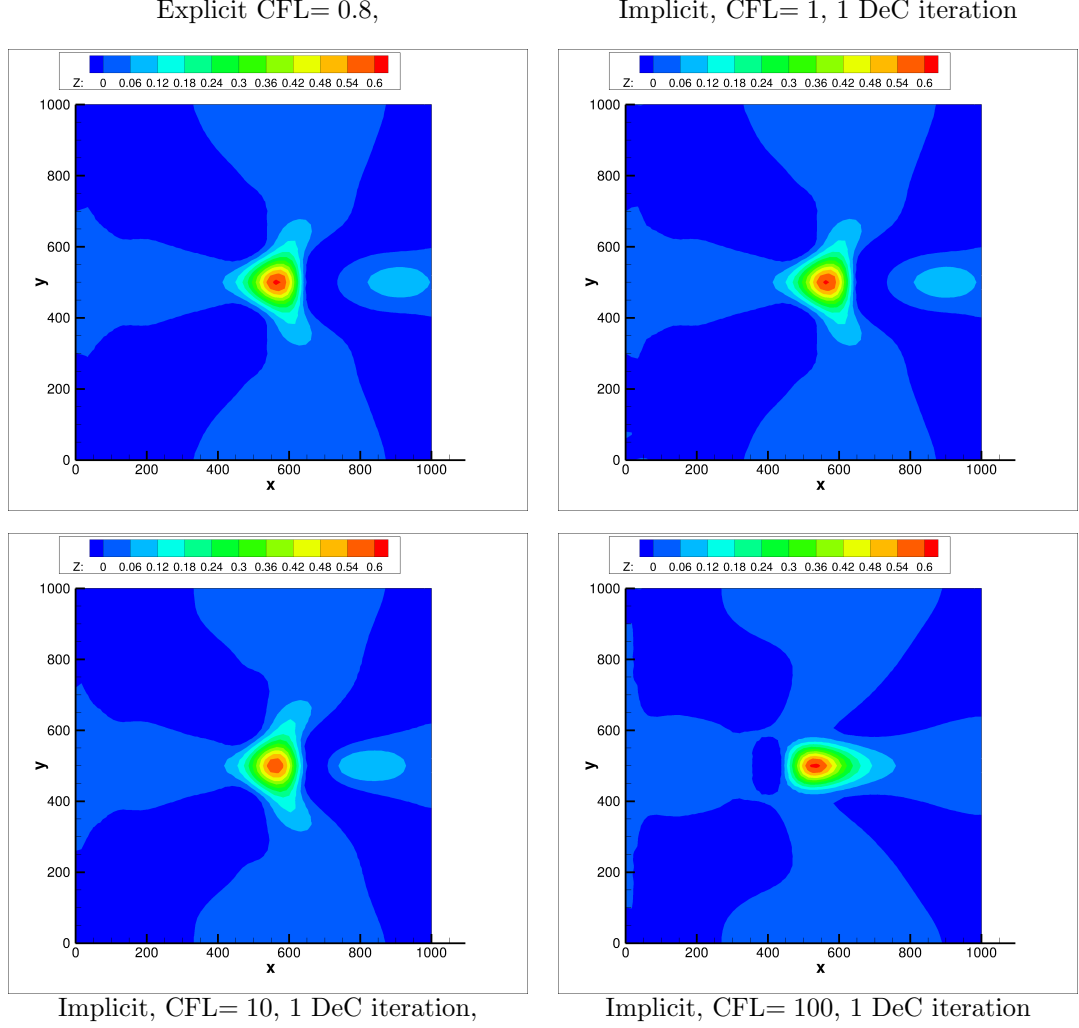 Explicit CFL= 0.8,
Implicit, CFL= 1, 1 DeC iteration
Z: 0 0.06 0.12 0.18 0.24 0.3 0.36 0.42 0.48 0.54 0.6
1000
800
600
y
400
200
0
0 200 400 600 800 1000
x
Z: 0 0.06 0.12 0.18 0.24 0.3 0.36 0.42 0.48 0.54 0.6
1000
800
600
y
400
200
0
0 200 400 600 800 1000
x
Z: 0 0.06 0.12 0.18 0.24 0.3 0.36 0.42 0.48 0.54 0.6
1000
800
600
y
400
200
0
0 200 400 600 800 1000
x
Z: 0 0.06 0.12 0.18 0.24 0.3 0.36 0.42 0.48 0.54 0.6
1000
800
600
y
400
200
0
0 200 400 600 800 1000
x
Implicit, CFL= 10, 1 DeC iteration,
Implicit, CFL= 100, 1 DeC iteration